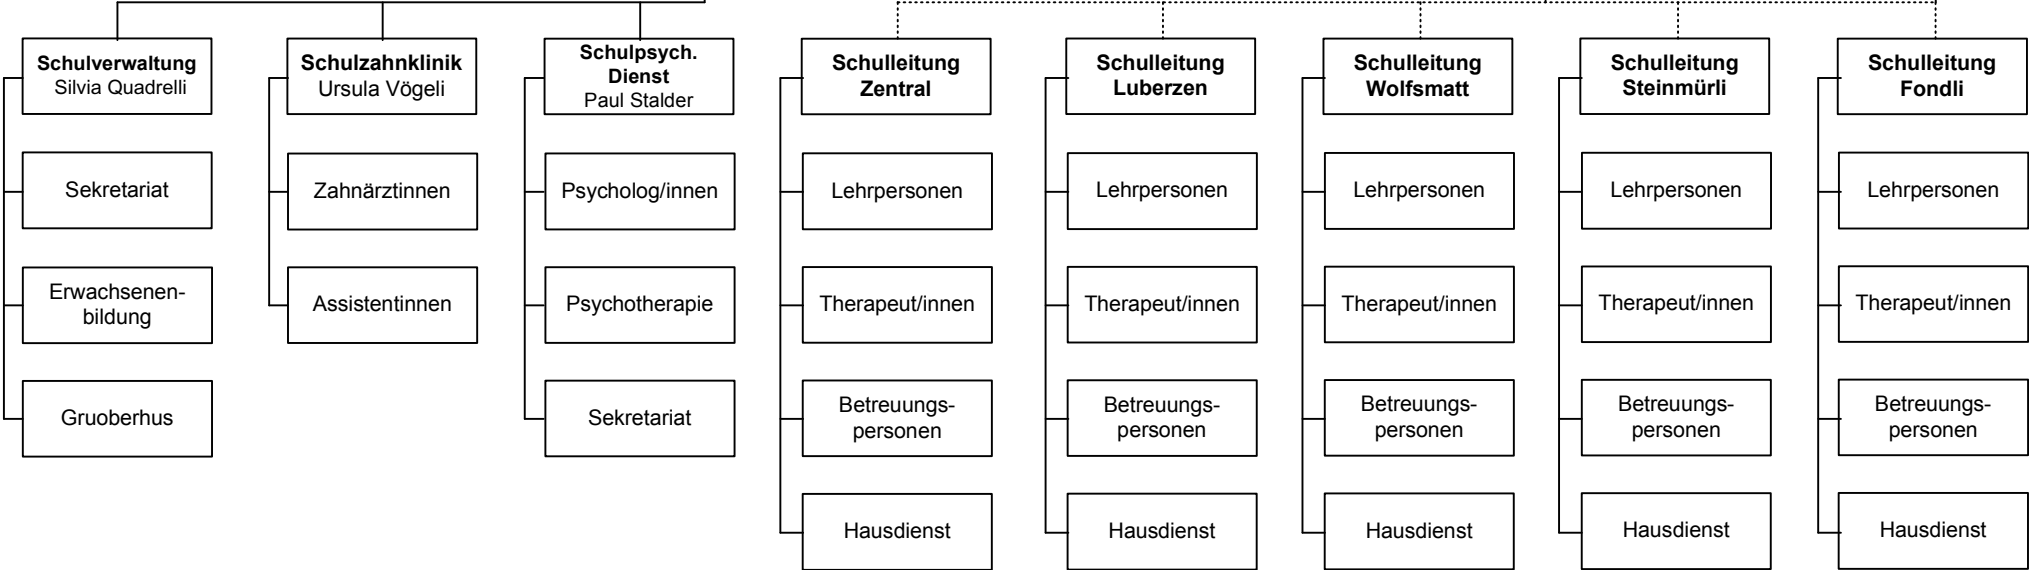 Schulverwaltung
Silvia Quadrelli
Sekretariat
Erwachsenen-
bildung
Gruoberhus
Schulzahnklinik
Ursula Vögeli
Zahnärztinnen
Assistentinnen
Schulpsych.
Dienst
Paul Stalder
Psycholog/innen
Psychotherapie
Sekretariat
Schulleitung
Zentral
Lehrpersonen
Therapeut/innen
Betreuungs-
personen
Hausdienst
Schulleitung
Luberzen
Lehrpersonen
Therapeut/innen
Betreuungs-
personen
Hausdienst
Schulleitung
Wolfsmatt
Lehrpersonen
Therapeut/innen
Betreuungs-
personen
Hausdienst
Schulleitung
Steinmürli
Lehrpersonen
Therapeut/innen
Betreuungs-
personen
Hausdienst
Schulleitung
Fondli
Lehrpersonen
Therapeut/innen
Betreuungs-
personen
Hausdienst